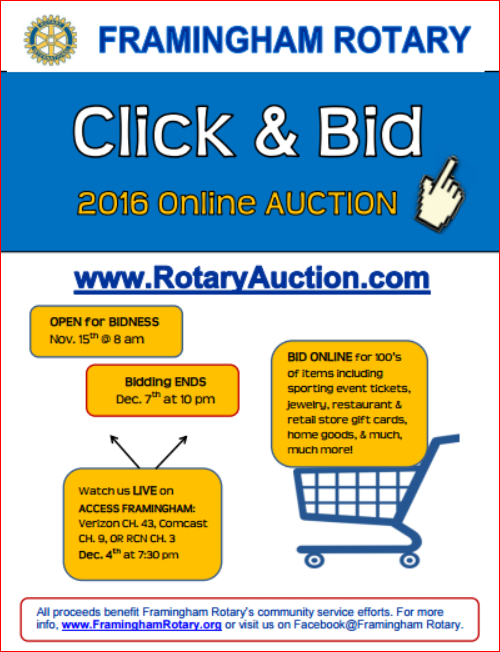 FRAMINGHAM ROTARY
Click & Bid
2016 Online AUCTION
www.RotaryAuction.com
OPEN for BIDNESS
Nov. 15th @ 8 am
Bidding ENDS
Dec. 7th at 10 pm
BID ONLINE for 100's
of items including
sporting event tickets,
jewelry, restaurant &
retail store gift cards,
home goods, & much,
much more!
Watch us LIVE on
ACCESS FRAMINGHAM:
Verizon CH. 43, Comcast
CH. 9, OR RCN CH. 3
Dec. 4th at 7:30 pm
All proceeds benefit Framingham Rotary's community service efforts. For more
info, www.FraminghamRotary.org or visit us on Facebook@Framingham Rotary.